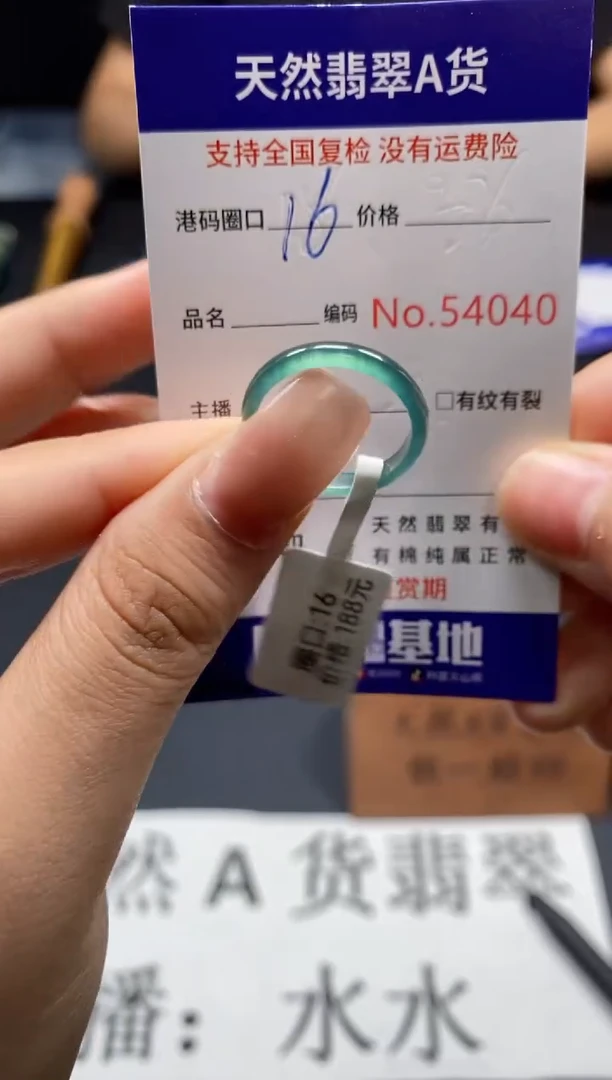 天然翡翠A货
支持全国复检 没有运费险
港码圈口 16 价格
品名 编码 No.54040
主播 □有纹有裂
天然翡翠有
有棉纯属正常
赏期
圈口:16
价格 188元
基地
然A货翡翠
播：水水